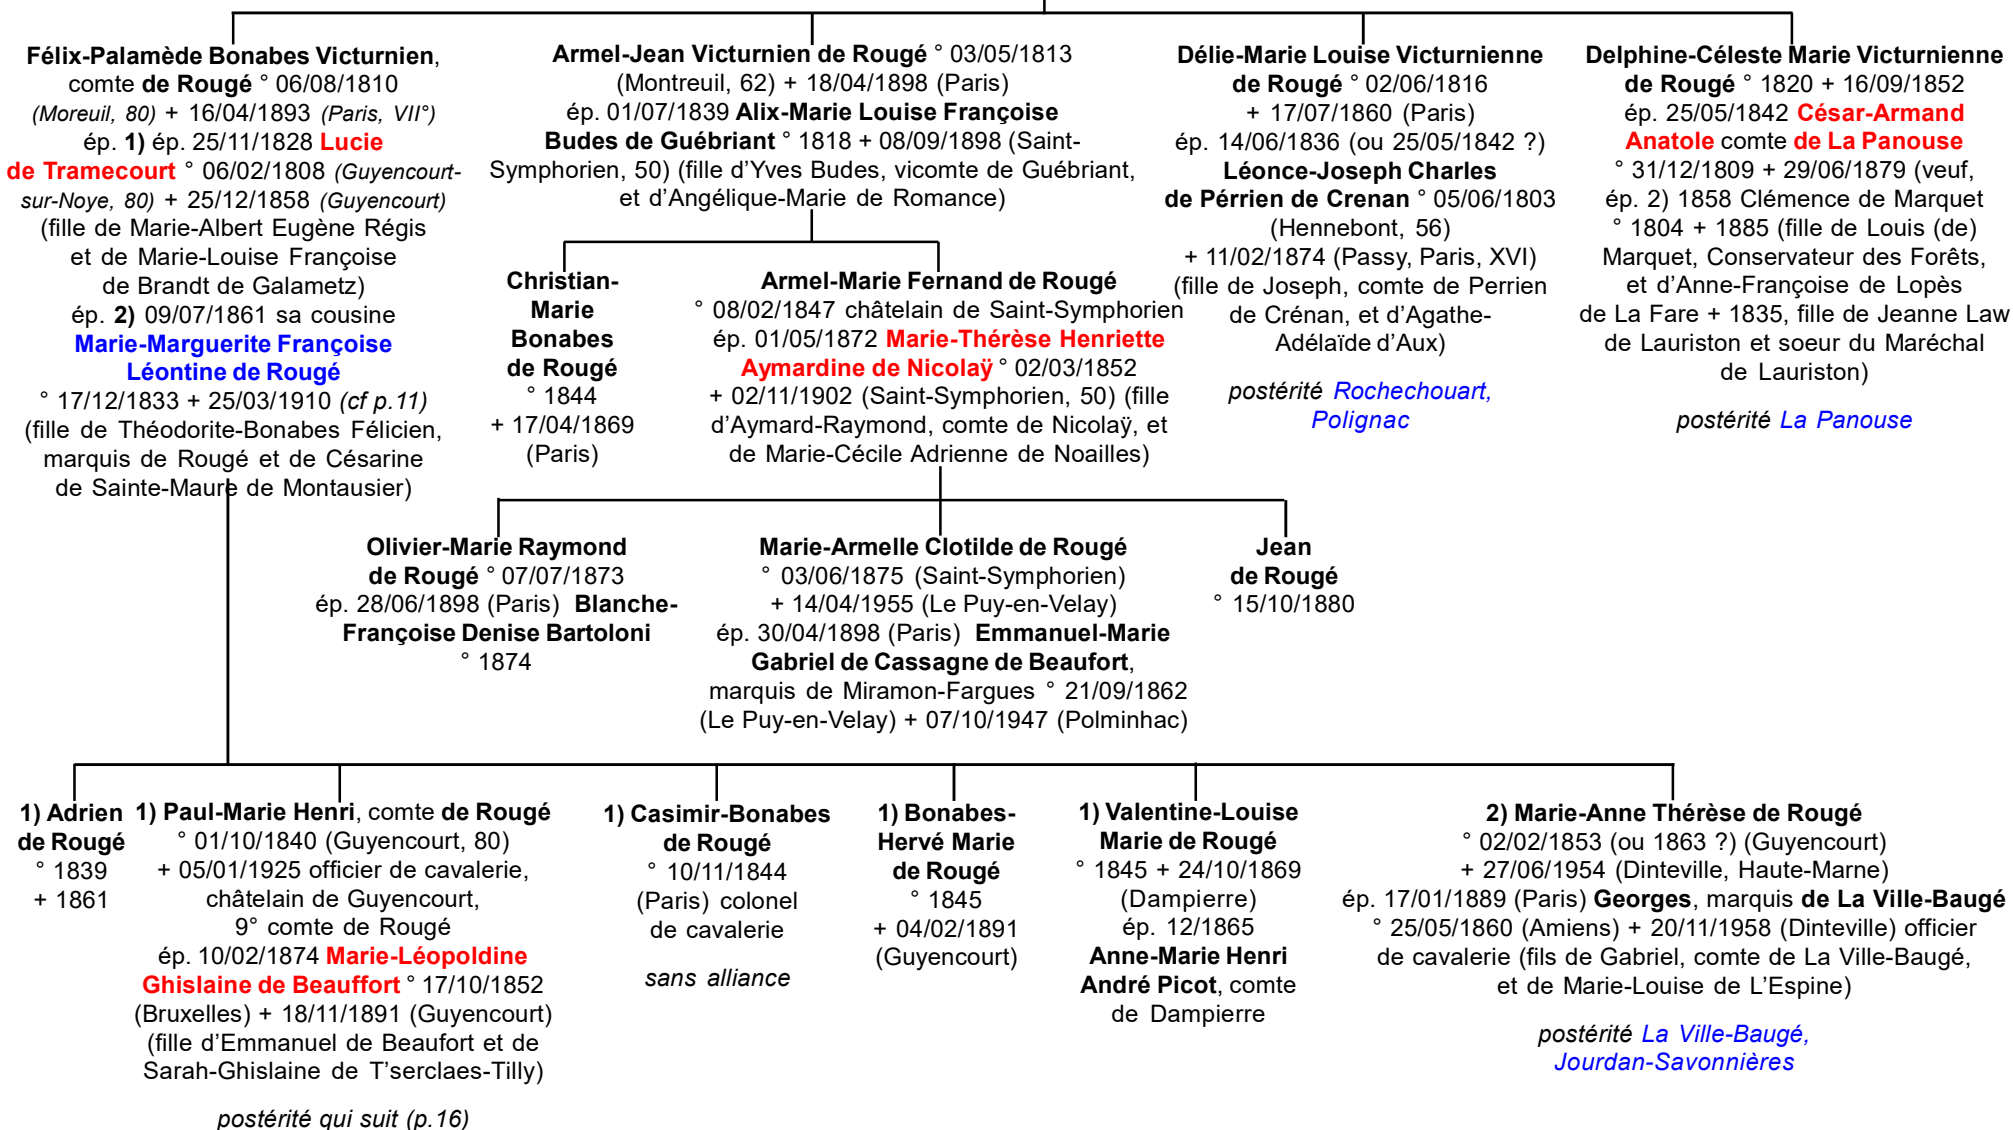 Félix-Palamède Bonabes Victurnien,
comte de Rougé ° 06/08/1810
(Moreuil, 80) + 16/04/1893 (Paris, VII°)
ép. 1) ép. 25/11/1828 Lucie
de Tramecourt ° 06/02/1808 (Guyencourt-
sur-Noye, 80) + 25/12/1858 (Guyencourt)
(fille de Marie-Albert Eugène Régis
et de Marie-Louise Françoise
de Brandt de Galametz)
ép. 2) 09/07/1861 sa cousine
Marie-Marguerite Françoise
Léontine de Rougé
° 17/12/1833 + 25/03/1910 (cf p.11)
(fille de Théodorite-Bonabes Félicien,
marquis de Rougé et de Césarine
de Sainte-Maure de Montausier)
Armel-Jean Victurnien de Rougé ° 03/05/1813
(Montreuil, 62) + 18/04/1898 (Paris)
ép. 01/07/1839 Alix-Marie Louise Françoise
Budes de Guébriant ° 1818 + 08/09/1898 (Saint-
Symphorien, 50) (fille d'Yves Budes, vicomte de Guébriant,
et d'Angélique-Marie de Romance)
Délie-Marie Louise Victurnienne
de Rougé ° 02/06/1816
+ 17/07/1860 (Paris)
ép. 14/06/1836 (ou 25/05/1842 ?)
Léonce-Joseph Charles
de Pérrien de Crenan ° 05/06/1803
(Hennebont, 56)
+ 11/02/1874 (Passy, Paris, XVI)
(fille de Joseph, comte de Perrien
de Crénan, et d'Agathe-
Adélaïde d'Aux)
postérité Rochechouart,
Polignac
Delphine-Céleste Marie Victurnienne
de Rougé ° 1820 + 16/09/1852
ép. 25/05/1842 César-Armand
Anatole comte de La Panouse
° 31/12/1809 + 29/06/1879 (veuf,
ép. 2) 1858 Clémence de Marquet
° 1804 + 1885 (fille de Louis (de)
Marquet, Conservateur des Forêts,
et d'Anne-Françoise de Lopès
de La Fare + 1835, fille de Jeanne Law
de Lauriston et soeur du Maréchal
de Lauriston)
postérité La Panouse
Christian-
Marie
Bonabes
de Rougé
° 1844
+ 17/04/1869
(Paris)
Armel-Marie Fernand de Rougé
° 08/02/1847 châtelain de Saint-Symphorien
ép. 01/05/1872 Marie-Thérèse Henriette
Aymardine de Nicolaÿ ° 02/03/1852
+ 02/11/1902 (Saint-Symphorien, 50) (fille
d'Aymard-Raymond, comte de Nicolaÿ, et
de Marie-Cécile Adrienne de Noailles)
Olivier-Marie Raymond
de Rougé ° 07/07/1873
ép. 28/06/1898 (Paris) Blanche-
Françoise Denise Bartoloni
° 1874
Marie-Armelle Clotilde de Rougé
° 03/06/1875 (Saint-Symphorien)
+ 14/04/1955 (Le Puy-en-Velay)
ép. 30/04/1898 (Paris) Emmanuel-Marie
Gabriel de Cassagne de Beaufort,
marquis de Miramon-Fargues ° 21/09/1862
(Le Puy-en-Velay) + 07/10/1947 (Polminhac)
Jean
de Rougé
° 15/10/1880
1) Adrien
de Rougé
° 1839
+ 1861
1) Paul-Marie Henri, comte de Rougé
° 01/10/1840 (Guyencourt, 80)
+ 05/01/1925 officier de cavalerie,
châtelain de Guyencourt,
9° comte de Rougé
ép. 10/02/1874 Marie-Léopoldine
Ghislaine de Beauffort ° 17/10/1852
(Bruxelles) + 18/11/1891 (Guyencourt)
(fille d'Emmanuel de Beaufort et de
Sarah-Ghislaine de T'serclaes-Tilly)
postérité qui suit (p.16)
1) Casimir-Bonabes
de Rougé
° 10/11/1844
(Paris) colonel
de cavalerie
sans alliance
1) Bonabes-
Hervé Marie
de Rougé
° 1845
+ 04/02/1891
(Guyencourt)
1) Valentine-Louise
Marie de Rougé
° 1845 + 24/10/1869
(Dampierre)
ép. 12/1865
Anne-Marie Henri
André Picot, comte
de Dampierre
2) Marie-Anne Thérèse de Rougé
° 02/02/1853 (ou 1863 ?) (Guyencourt)
+ 27/06/1954 (Dinteville, Haute-Marne)
ép. 17/01/1889 (Paris) Georges, marquis de La Ville-Baugé
° 25/05/1860 (Amiens) + 20/11/1958 (Dinteville) officier
de cavalerie (fils de Gabriel, comte de La Ville-Baugé,
et de Marie-Louise de L'Espine)
postérité La Ville-Baugé,
Jourdan-Savonnières